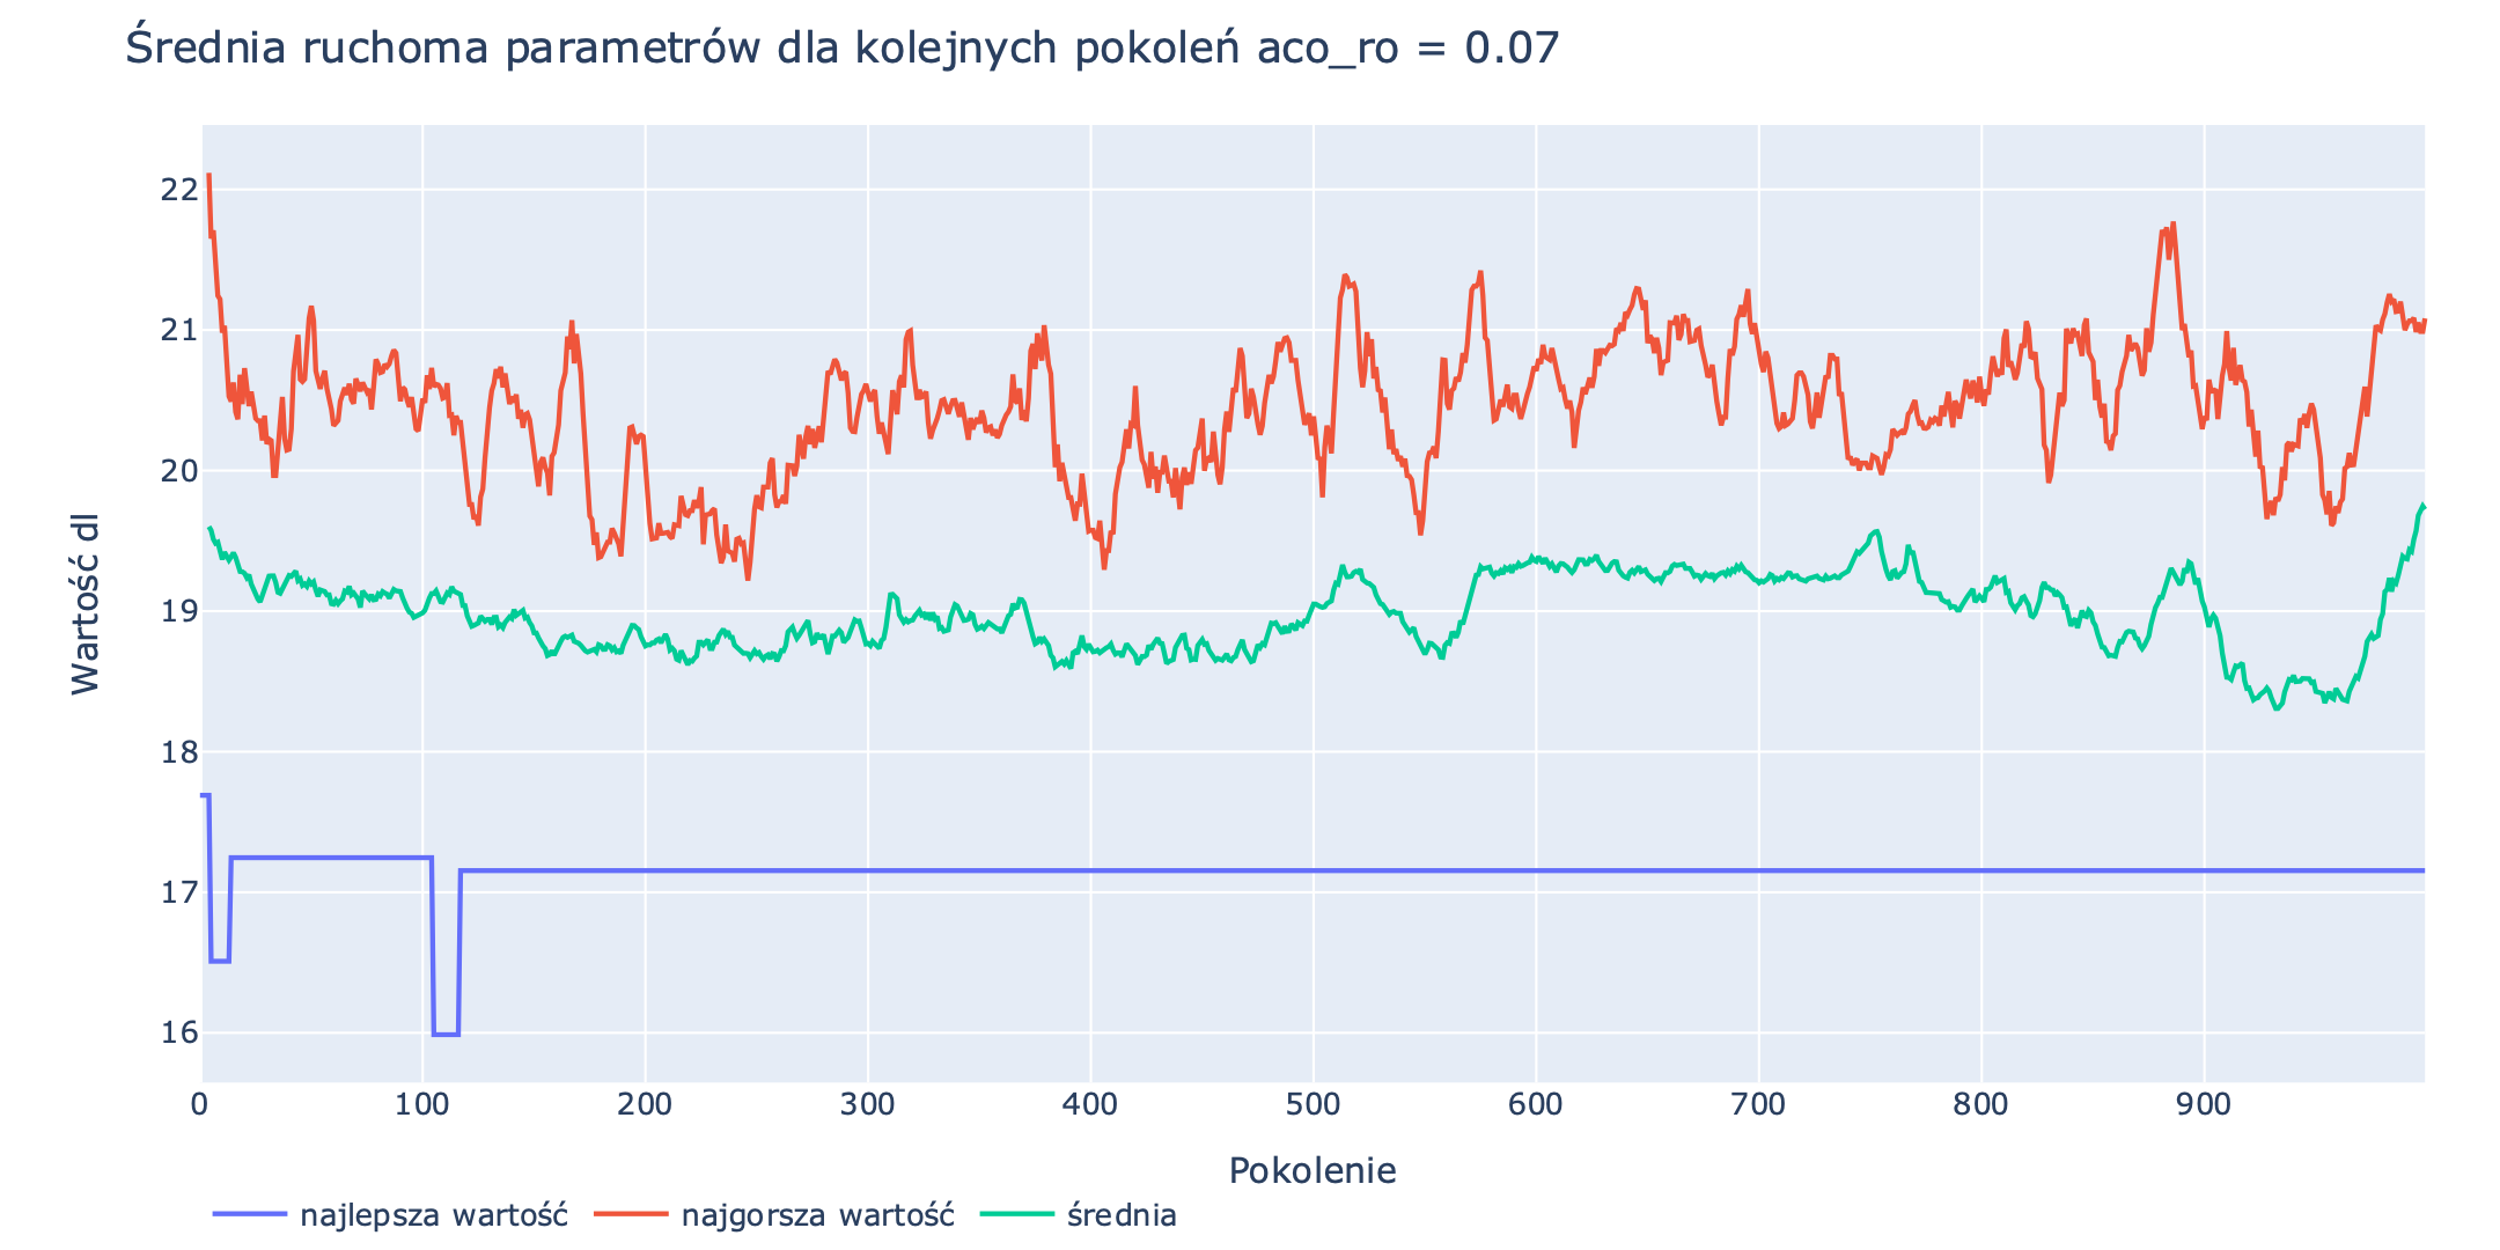 Średnia ruchoma parametrów dla kolejnych pokoleń aco_ro = 0.07
Wartość dl
22
21
20
19
18
17
16
0 100 200 300 400 500 600 700 800 900
Pokolenie
najlepsza wartość najgorsza wartość średnia